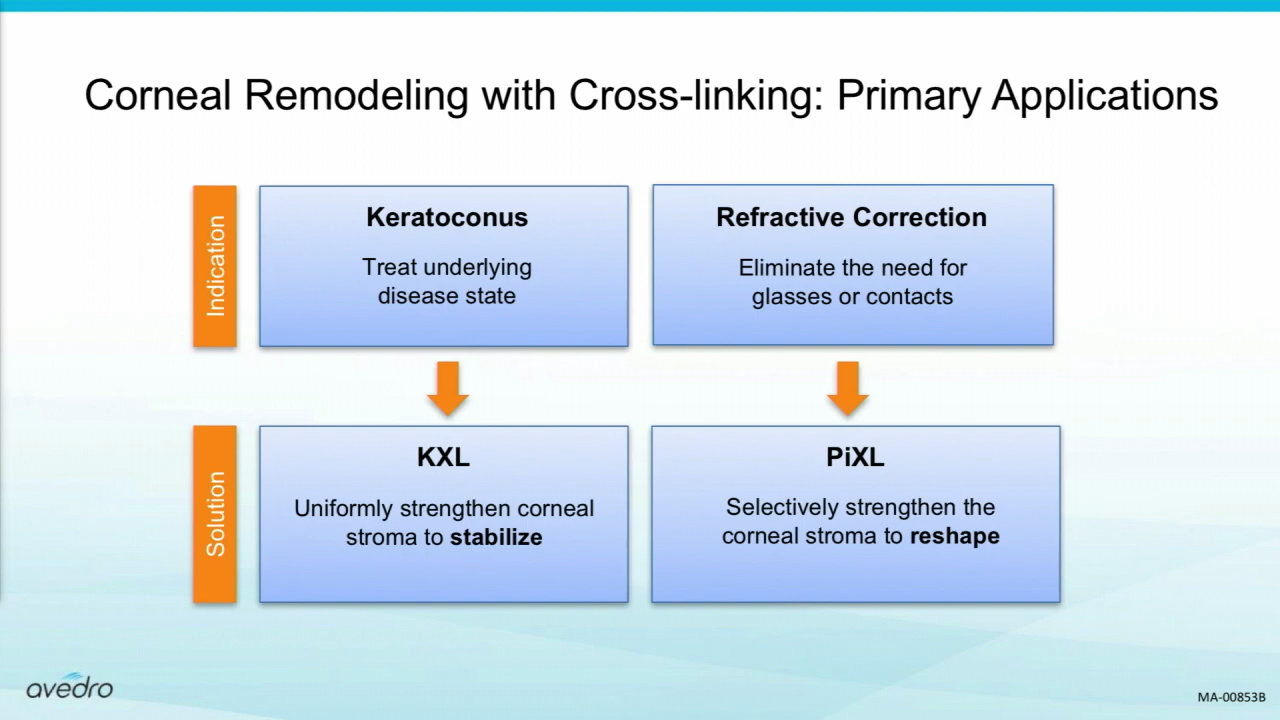 Corneal Remodeling with Cross-linking: Primary Applications
Indication
Keratoconus
Treat underlying
disease state
Refractive Correction
Eliminate the need for
glasses or contacts
Solution
KXL
Uniformly strengthen corneal
stroma to stabilize
PiXL
Selectively strengthen the
corneal stroma to reshape
avedro
MA-00853B